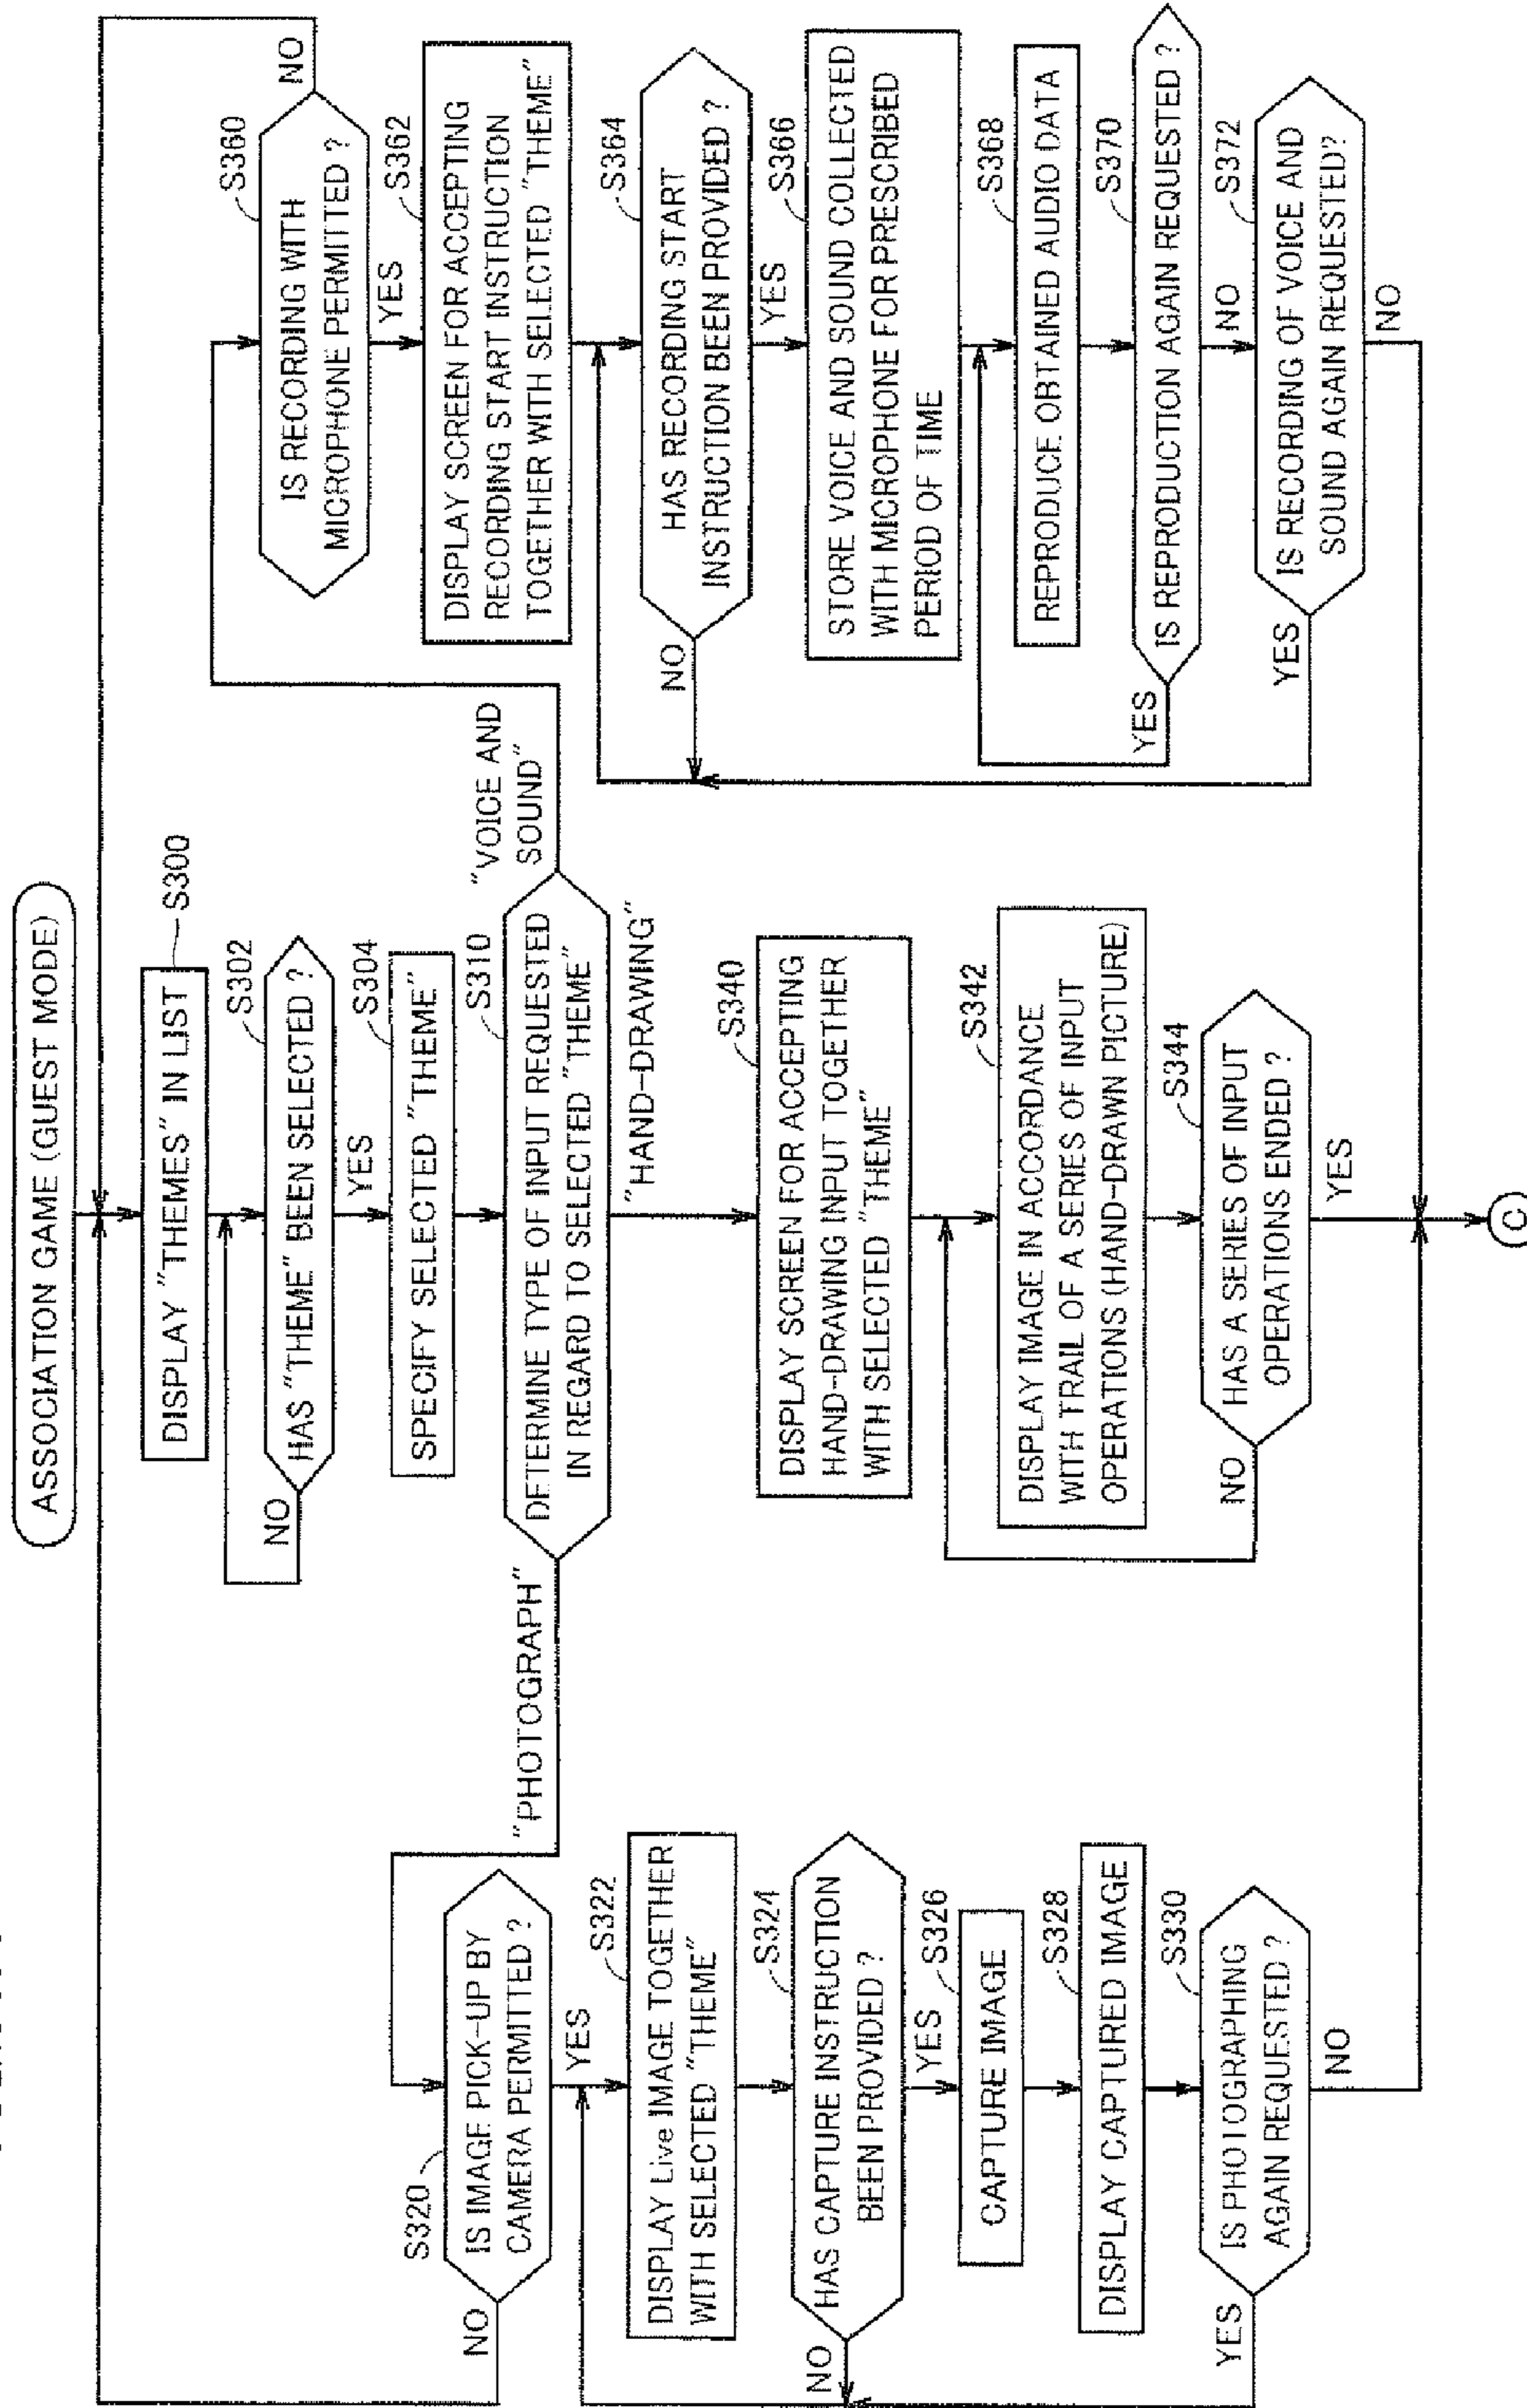 ASSOCIATION GAME (GUEST MODE)
DISPLAY "THEMES" IN LIST
S300
HAS "THEME" BEEN SELECTED ?
S302
NO
YES
SPECIFY SELECTED "THEME"
S304
DETERMINE TYPE OF INPUT REQUESTED
IN REGARD TO SELECTED "THEME"
S310
"PHOTOGRAPH"
"HAND-DRAWING"
"VOICE AND
SOUND"
S320
IS IMAGE PICK-UP BY
CAMERA PERMITTED ?
NO
YES
S322
DISPLAY Live IMAGE TOGETHER
WITH SELECTED "THEME"
S324
HAS CAPTURE INSTRUCTION
BEEN PROVIDED ?
NO
YES
S326
CAPTURE IMAGE
S328
DISPLAY CAPTURED IMAGE
S330
IS PHOTOGRAPHING
AGAIN REQUESTED ?
YES
NO
S340
DISPLAY SCREEN FOR ACCEPTING
HAND-DRAWING INPUT TOGETHER
WITH SELECTED "THEME"
S342
DISPLAY IMAGE IN ACCORDANCE
WITH TRAIL OF A SERIES OF INPUT
OPERATIONS (HAND-DRAWN PICTURE)
S344
HAS A SERIES OF INPUT
OPERATIONS ENDED ?
NO
YES
S360
IS RECORDING WITH
MICROPHONE PERMITTED ?
NO
YES
S362
DISPLAY SCREEN FOR ACCEPTING
RECORDING START INSTRUCTION
TOGETHER WITH SELECTED "THEME"
S364
HAS RECORDING START
INSTRUCTION BEEN PROVIDED ?
NO
YES
S366
STORE VOICE AND SOUND COLLECTED
WITH MICROPHONE FOR PRESCRIBED
PERIOD OF TIME
S368
REPRODUCE OBTAINED AUDIO DATA
S370
IS REPRODUCTION AGAIN REQUESTED ?
YES
NO
S372
IS RECORDING OF VOICE AND
SOUND AGAIN REQUESTED?
YES
NO
C